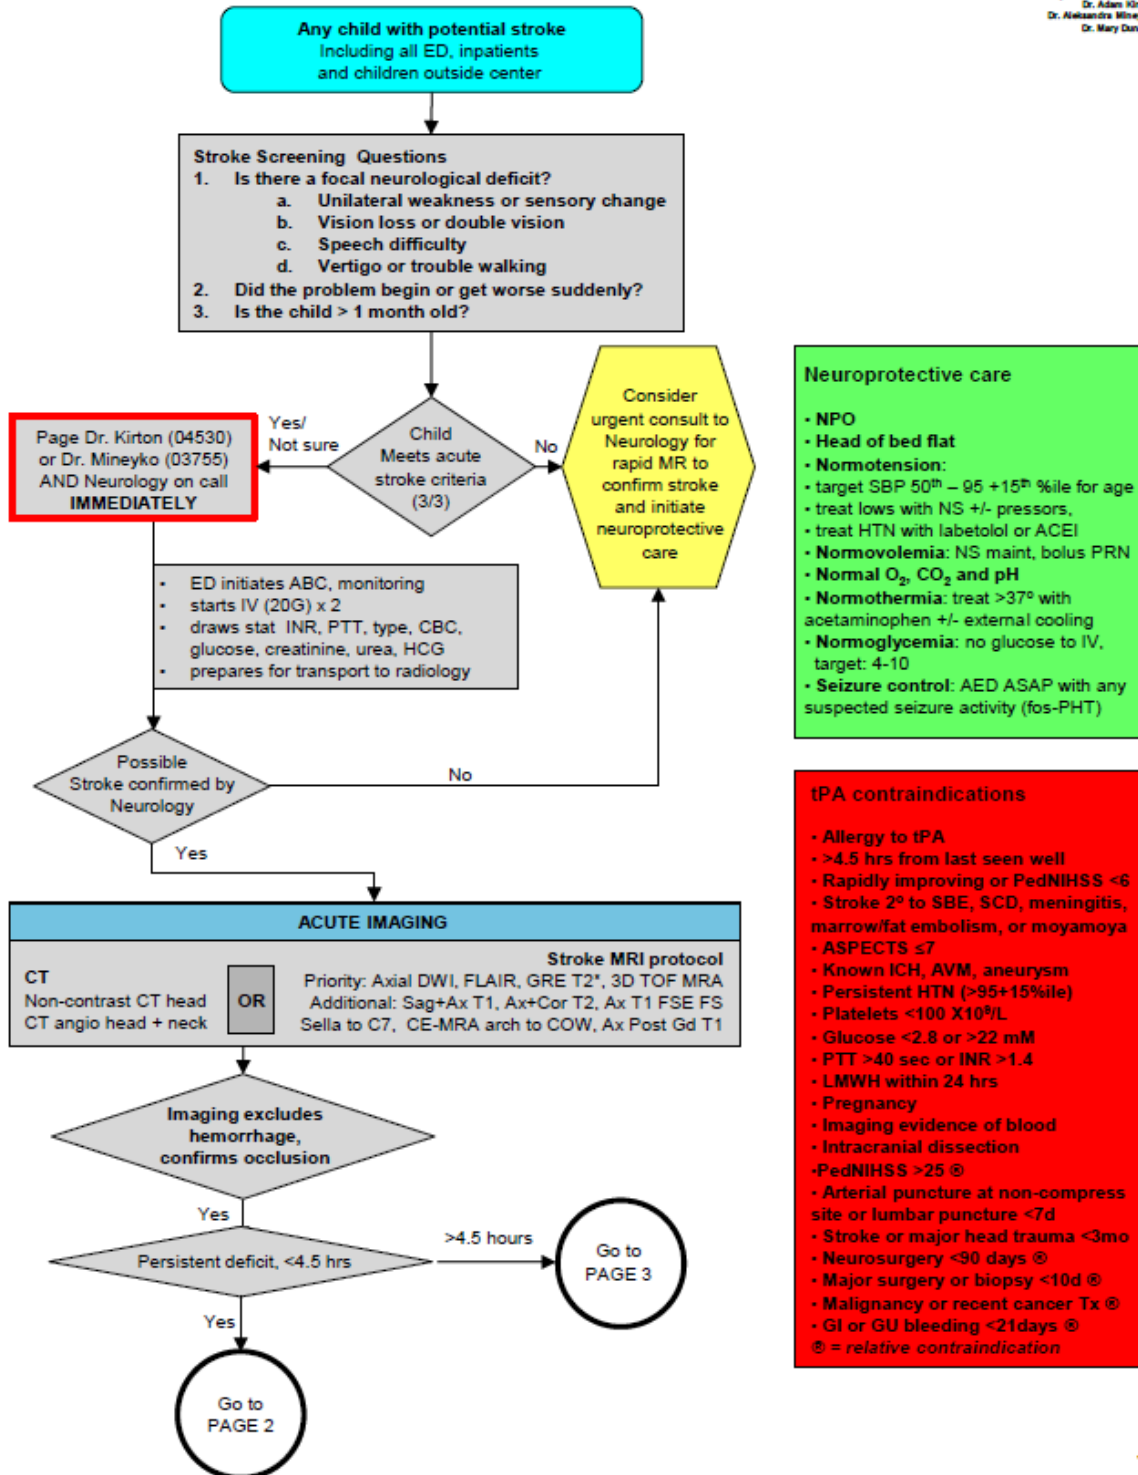 Dr. Adam Kir
Dr. Aleksandra Miney
Dr. Mary Dun
Any child with potential stroke
Including all ED, inpatients
and children outside center
Stroke Screening Questions
1. Is there a focal neurological deficit?
a. Unilateral weakness or sensory change
b. Vision loss or double vision
c. Speech difficulty
d. Vertigo or trouble walking
2. Did the problem begin or get worse suddenly?
3. Is the child > 1 month old?
Child
Meets acute
stroke criteria
(3/3)
Yes/
Not sure
No
Page Dr. Kirton (04530)
or Dr. Mineyko (03755)
AND Neurology on call
IMMEDIATELY
Consider
urgent consult to
Neurology for
rapid MR to
confirm stroke
and initiate
neuroprotective
care
• ED initiates ABC, monitoring
• starts IV (20G) x 2
• draws stat INR, PTT, type, CBC,
glucose, creatinine, urea, HCG
• prepares for transport to radiology
Possible
Stroke confirmed by
Neurology
No
Yes
ACUTE IMAGING
CT
Non-contrast CT head
CT angio head + neck
OR
Stroke MRI protocol
Priority: Axial DWI, FLAIR, GRE T2*, 3D TOF MRA
Additional: Sag+Ax T1, Ax+Cor T2, Ax T1 FSE FS
Sella to C7, CE-MRA arch to COW, Ax Post Gd T1
Imaging excludes
hemorrhage,
confirms occlusion
Yes
Persistent deficit, <4.5 hrs
>4.5 hours
Go to
PAGE 3
Yes
Go to
PAGE 2
Neuroprotective care
• NPO
• Head of bed flat
• Normotension:
• target SBP 50th – 95 +15th %ile for age
• treat lows with NS +/- pressors,
• treat HTN with labetolol or ACEI
• Normovolemia: NS maint, bolus PRN
• Normal O₂, CO₂ and pH
• Normothermia: treat >37º with
acetaminophen +/- external cooling
• Normoglycemia: no glucose to IV,
target: 4-10
• Seizure control: AED ASAP with any
suspected seizure activity (fos-PHT)
tPA contraindications
• Allergy to tPA
• >4.5 hrs from last seen well
• Rapidly improving or PedNIHSS <6
• Stroke 2º to SBE, SCD, meningitis,
marrow/fat embolism, or moyamoya
• ASPECTS ≤7
• Known ICH, AVM, aneurysm
• Persistent HTN (>95+15%ile)
• Platelets <100 X10⁹/L
• Glucose <2.8 or >22 mM
• PTT >40 sec or INR >1.4
• LMWH within 24 hrs
• Pregnancy
• Imaging evidence of blood
• Intracranial dissection
•PedNIHSS >25 ®
• Arterial puncture at non-compress
site or lumbar puncture <7d
• Stroke or major head trauma <3mo
• Neurosurgery <90 days ®
• Major surgery or biopsy <10d ®
• Malignancy or recent cancer Tx ®
• GI or GU bleeding <21days ®
® = relative contraindication